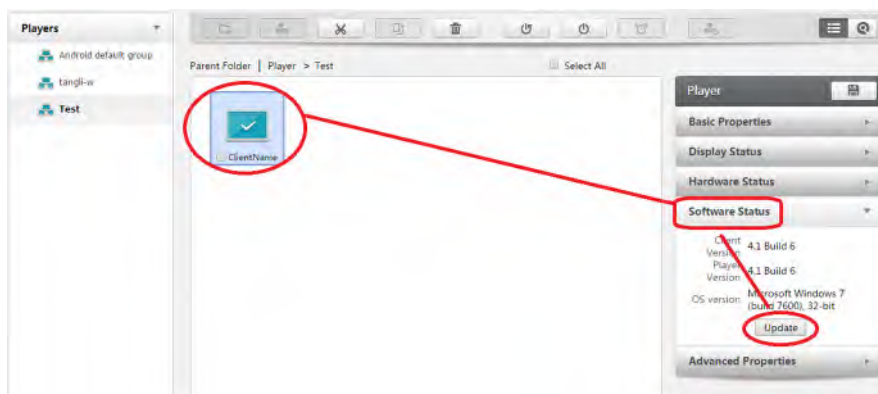 Players
Android default group
tangli-w
Test
Parent Folder | Player > Test
Select All
ClientName
Player
Basic Properties
Display Status
Hardware Status
Software Status
Client
Version
4.1 Build 6
Player
Version
4.1 Build 6
OS version
Microsoft Windows 7
(build 7600), 32-bit
Update
Advanced Properties